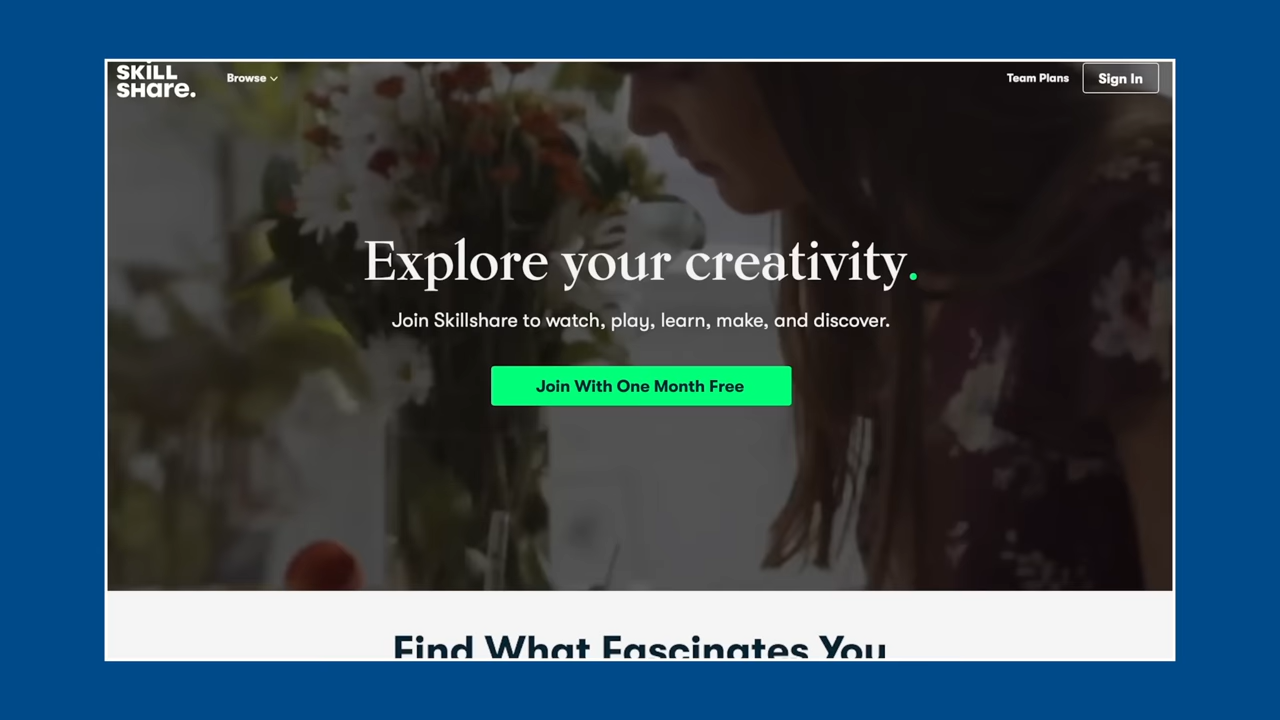 SKiLL
SHare.
Browse
Team Plans
Sign In
Explore your creativity.
Join Skillshare to watch, play, learn, make, and discover.
Join With One Month Free
Find What Fascinates You